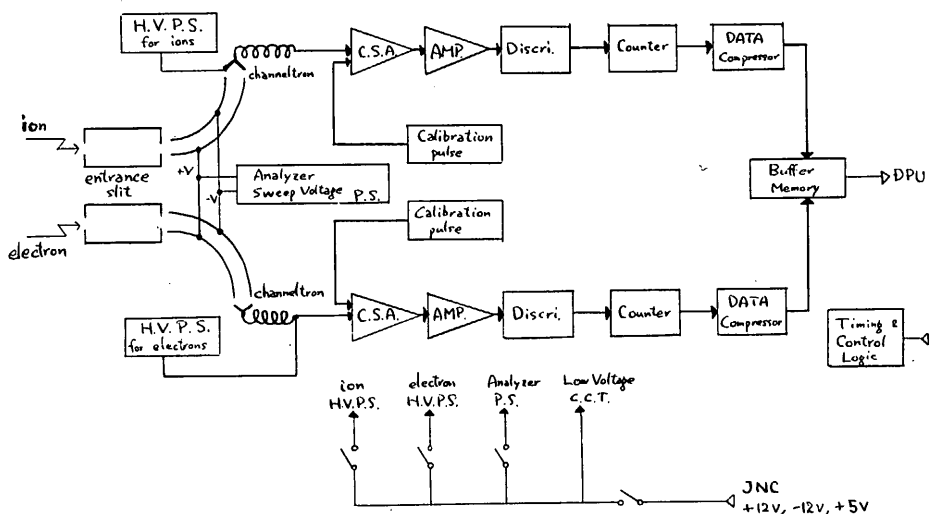 H.V.P.S.
for ions
channeltron
C.S.A.
AMP.
Discri.
Counter
DATA
Compressor
ion
entrance
slit
+V
-V
Analyzer
Sweep Voltage P.S.
Calibration
pulse
Buffer
Memory
DPU
Calibration
pulse
electron
channeltron
H.V.P.S.
for electrons
C.S.A.
AMP.
Discri.
Counter
DATA
Compressor
Timing &
Control
Logic
ion
H.V.P.S.
electron
H.V.P.S.
Analyzer
P.S.
Low Voltage
C.C.T.
JNC
+12V, -12V, +5V